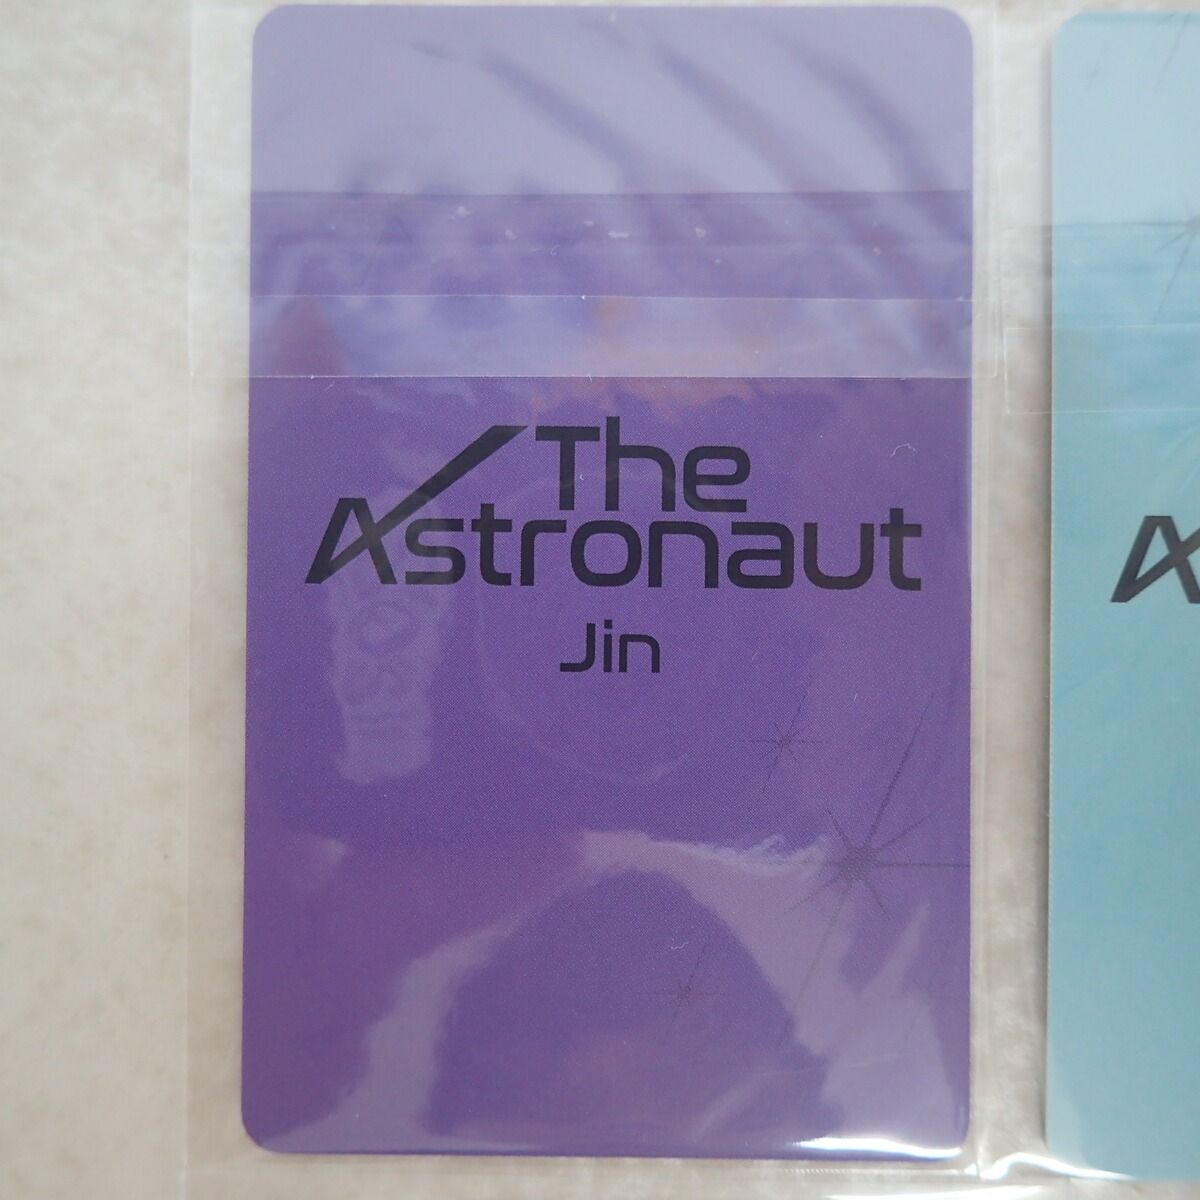 The
Astronaut
Jin
A